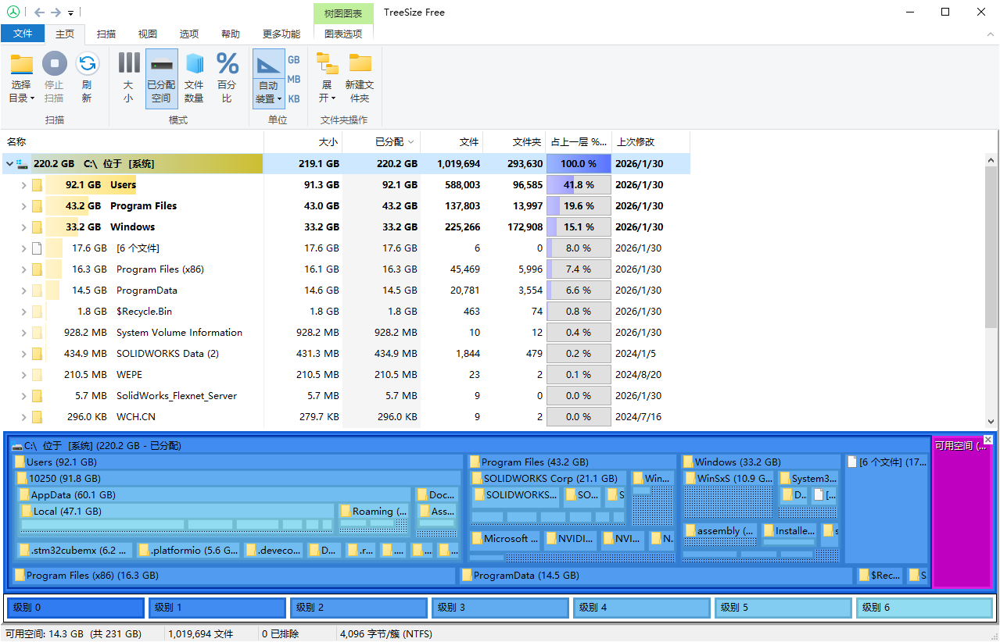 树图图表
TreeSize Free
文件 主页 扫描 视图 选项 帮助 更多功能 图表选项
选择目录 停止扫描 刷新 大小 已分配空间 文件数量 百分比 自动装置 GB MB KB 展开 新建文件夹
扫描 模式 单位 文件夹操作
名称 大小 已分配 文件 文件夹 占上一层 %... 上次修改
220.2 GB C:\ 位于 [系统] 219.1 GB 220.2 GB 1,019,694 293,630 100.0 % 2026/1/30
92.1 GB Users 91.3 GB 92.1 GB 588,003 96,585 41.8 % 2026/1/30
43.2 GB Program Files 43.0 GB 43.2 GB 137,803 13,997 19.6 % 2026/1/30
33.2 GB Windows 33.2 GB 33.2 GB 225,266 172,908 15.1 % 2026/1/30
17.6 GB [6 个文件] 17.6 GB 17.6 GB 6 0 8.0 % 2026/1/30
16.3 GB Program Files (x86) 16.1 GB 16.3 GB 45,469 5,996 7.4 % 2026/1/30
14.5 GB ProgramData 14.6 GB 14.5 GB 20,781 3,554 6.6 % 2026/1/30
1.8 GB $Recycle.Bin 1.8 GB 1.8 GB 463 74 0.8 % 2026/1/30
928.2 MB System Volume Information 928.2 MB 928.2 MB 10 12 0.4 % 2026/1/30
434.9 MB SOLIDWORKS Data (2) 431.3 MB 434.9 MB 1,844 479 0.2 % 2024/1/5
210.5 MB WEPE 210.5 MB 210.5 MB 23 2 0.1 % 2024/8/20
5.7 MB SolidWorks_Flexnet_Server 5.7 MB 5.7 MB 9 0 0.0 % 2026/1/30
296.0 KB WCH.CN 279.7 KB 296.0 KB 9 2 0.0 % 2024/7/16
C:\ 位于 [系统] (220.2 GB - 已分配) 可用空间 (...
Users (92.1 GB) Program Files (43.2 GB) Windows (33.2 GB) [6 个文件] (17...
10250 (91.8 GB) SOLIDWORKS Corp (21.1 GB) Win... WinSxS (10.9 G... System3...
AppData (60.1 GB) Doc... SOLIDWORKS... SO... S D... [...
Local (47.1 GB) Roaming (... Ass...
assembly (... Installe... s
Microsoft ... NVIDI... NVI... N.
.stm32cubemx (6.2 ... .platformio (5.6 G... .deveco... D... .r... .... ... ...
Program Files (x86) (16.3 GB) ProgramData (14.5 GB) $Rec... S
级别 0 级别 1 级别 2 级别 3 级别 4 级别 5 级别 6
可用空间: 14.3 GB (共 231 GB) 1,019,694 文件 0 已排除 4,096 字节/簇 (NTFS)